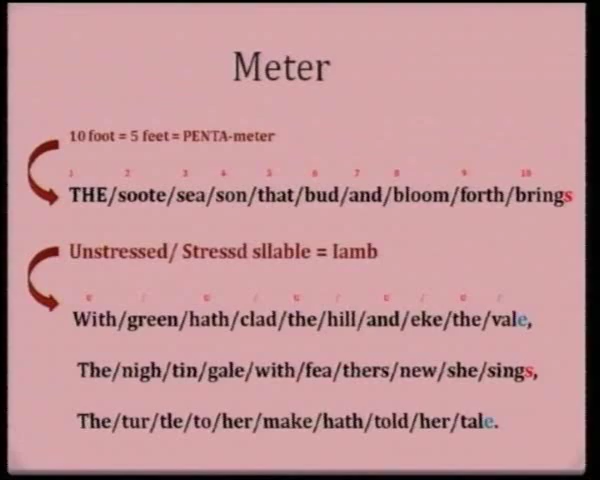 Meter
10 foot = 5 feet = PENTA-meter
1 2 3 4 5 6 7 8 9 10
THE/soote/sea/son/that/bud/and/bloom/forth/brings
Unstressed/ Stressd sllable = Iamb
With/green/hath/clad/the/hill/and/eke/the/vale,
The/nigh/tin/gale/with/fea/thers/new/she/sings,
The/tur/tle/to/her/make/hath/told/her/tale.